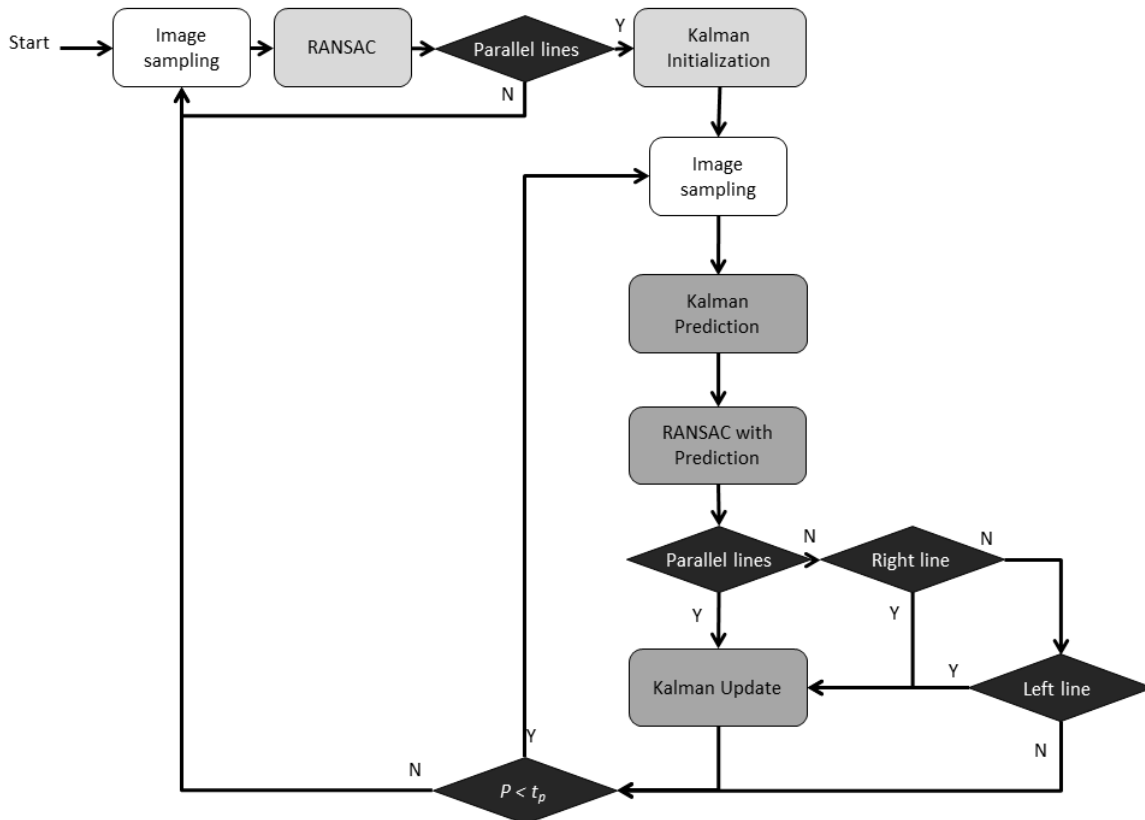 Start
Image
sampling
RANSAC
Parallel lines
Y
Kalman
Initialization
N
Image
sampling
Kalman
Prediction
RANSAC with
Prediction
Parallel lines
N
Right line
N
Y
Y
Kalman Update
Y
Left line
N
Y
N
P < tₚ